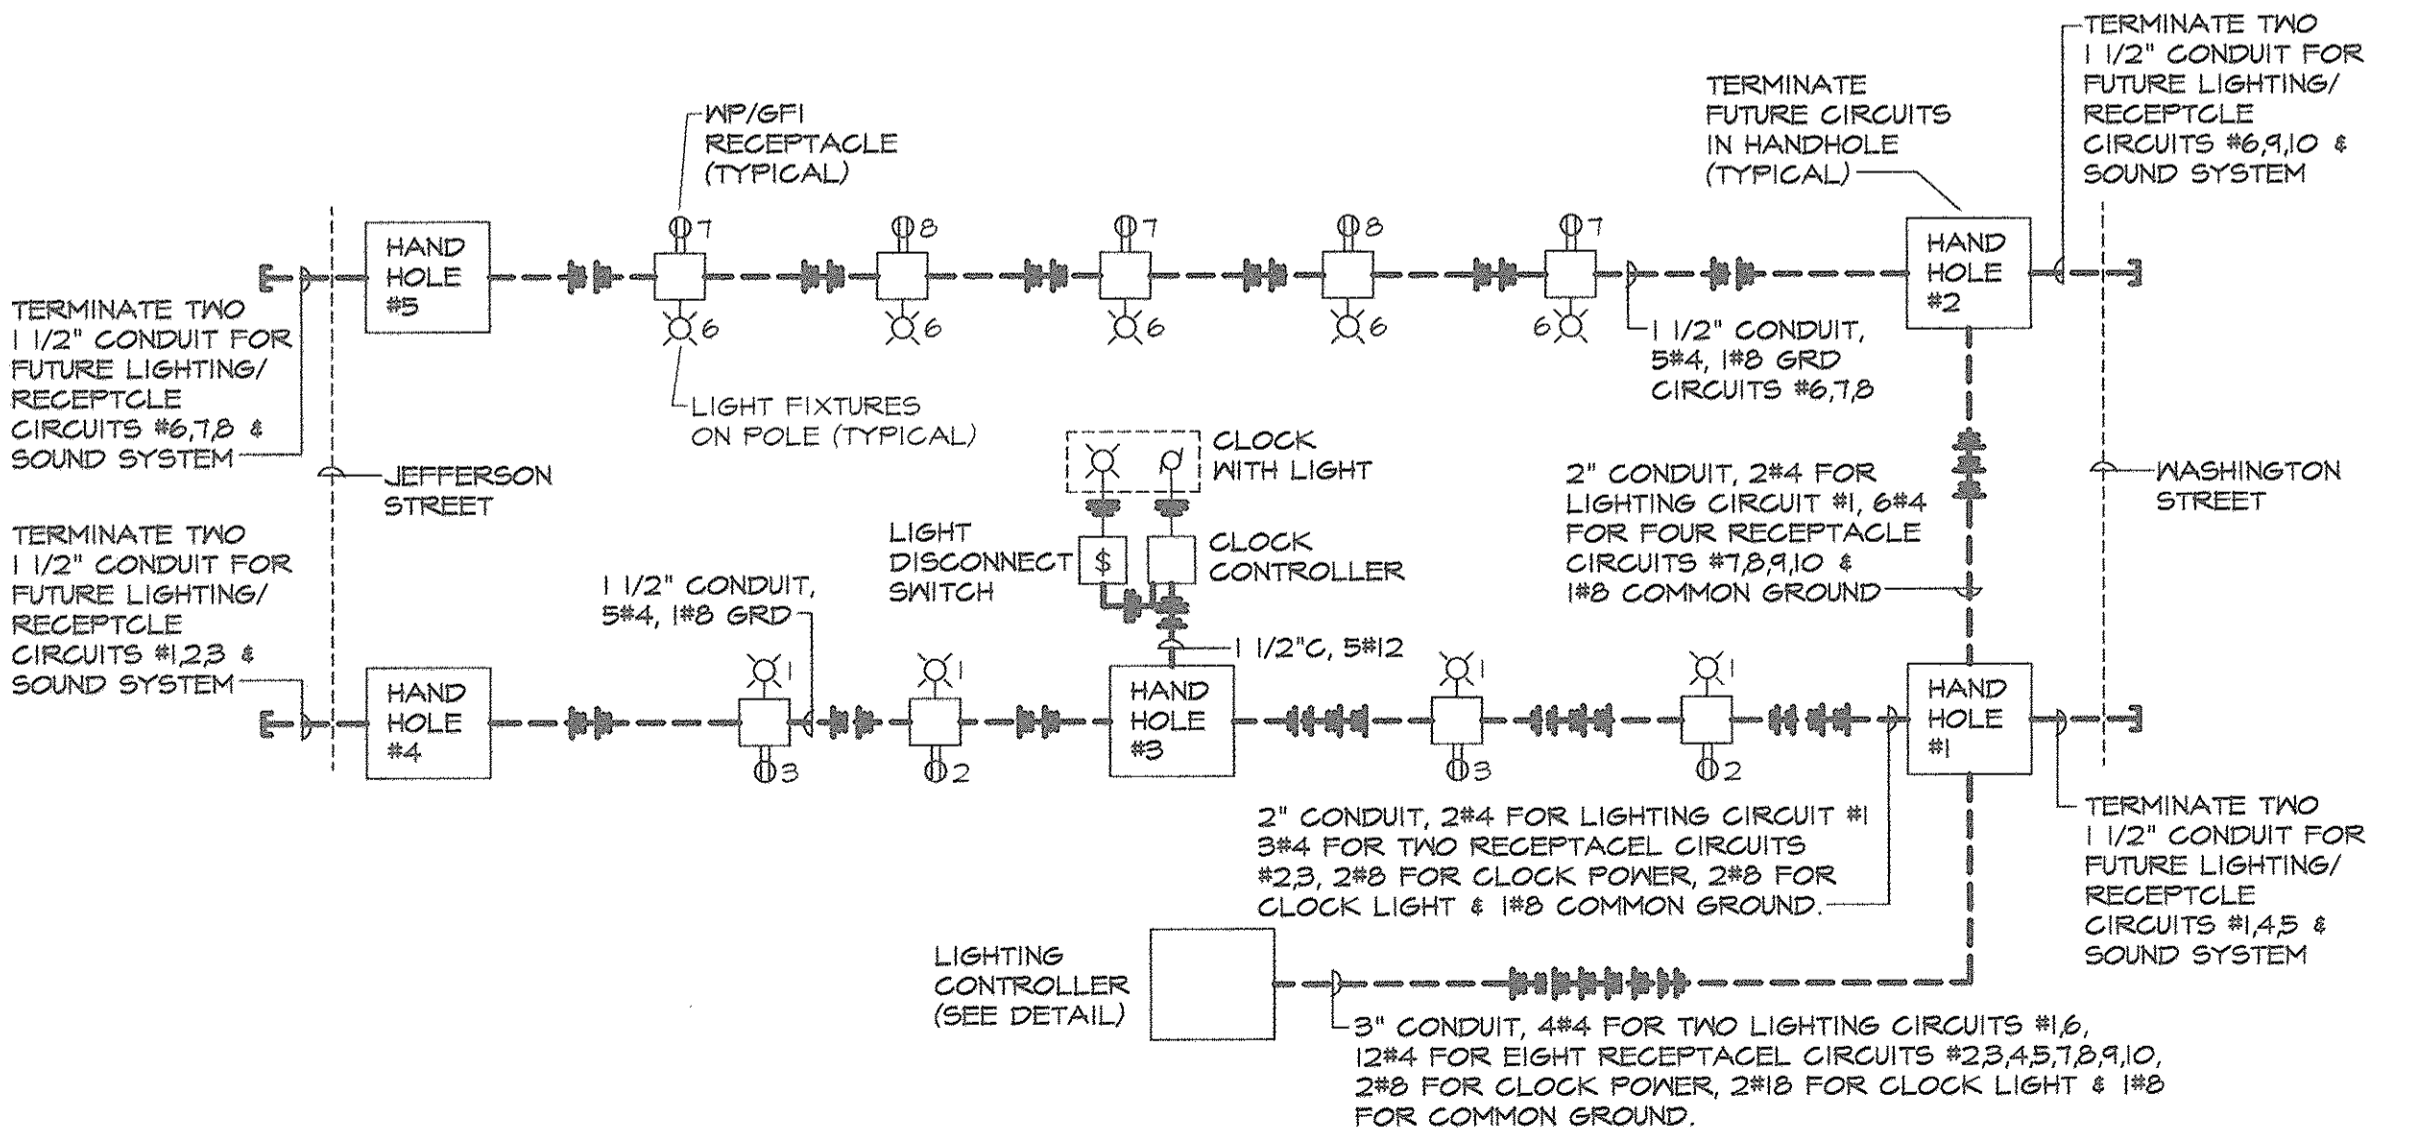 TERMINATE TWO
1 1/2" CONDUIT FOR
FUTURE LIGHTING/
RECEPTCLE
CIRCUITS #6,9,10 &
SOUND SYSTEM
TERMINATE
FUTURE CIRCUITS
IN HANDHOLE
(TYPICAL)
WP/GFI
RECEPTACLE
(TYPICAL)
7
8
7
8
7
HAND
HOLE
#5
HAND
HOLE
#2
6
6
6
6
6
TERMINATE TWO
1 1/2" CONDUIT FOR
FUTURE LIGHTING/
RECEPTCLE
CIRCUITS #6,7,8 &
SOUND SYSTEM
1 1/2" CONDUIT,
5#4, 1#8 GRD
CIRCUITS #6,7,8
LIGHT FIXTURES
ON POLE (TYPICAL)
CLOCK
WITH LIGHT
JEFFERSON
STREET
2" CONDUIT, 2#4 FOR
LIGHTING CIRCUIT #1, 6#4
FOR FOUR RECEPTACLE
CIRCUITS #7,8,9,10 &
1#8 COMMON GROUND
WASHINGTON
STREET
LIGHT
DISCONNECT
SWITCH
$
CLOCK
CONTROLLER
TERMINATE TWO
1 1/2" CONDUIT FOR
FUTURE LIGHTING/
RECEPTCLE
CIRCUITS #1,2,3 &
SOUND SYSTEM
1 1/2" CONDUIT,
5#4, 1#8 GRD
1 1/2"C, 5#12
1
1
1
1
HAND
HOLE
#4
HAND
HOLE
#3
HAND
HOLE
#1
3
2
3
2
2" CONDUIT, 2#4 FOR LIGHTING CIRCUIT #1
3#4 FOR TWO RECEPTACEL CIRCUITS
#2,3, 2#8 FOR CLOCK POWER, 2#8 FOR
CLOCK LIGHT & 1#8 COMMON GROUND.
TERMINATE TWO
1 1/2" CONDUIT FOR
FUTURE LIGHTING/
RECEPTCLE
CIRCUITS #1,4,5 &
SOUND SYSTEM
LIGHTING
CONTROLLER
(SEE DETAIL)
3" CONDUIT, 4#4 FOR TWO LIGHTING CIRCUITS #1,6,
12#4 FOR EIGHT RECEPTACEL CIRCUITS #2,3,4,5,7,8,9,10,
2#8 FOR CLOCK POWER, 2#18 FOR CLOCK LIGHT & 1#8
FOR COMMON GROUND.